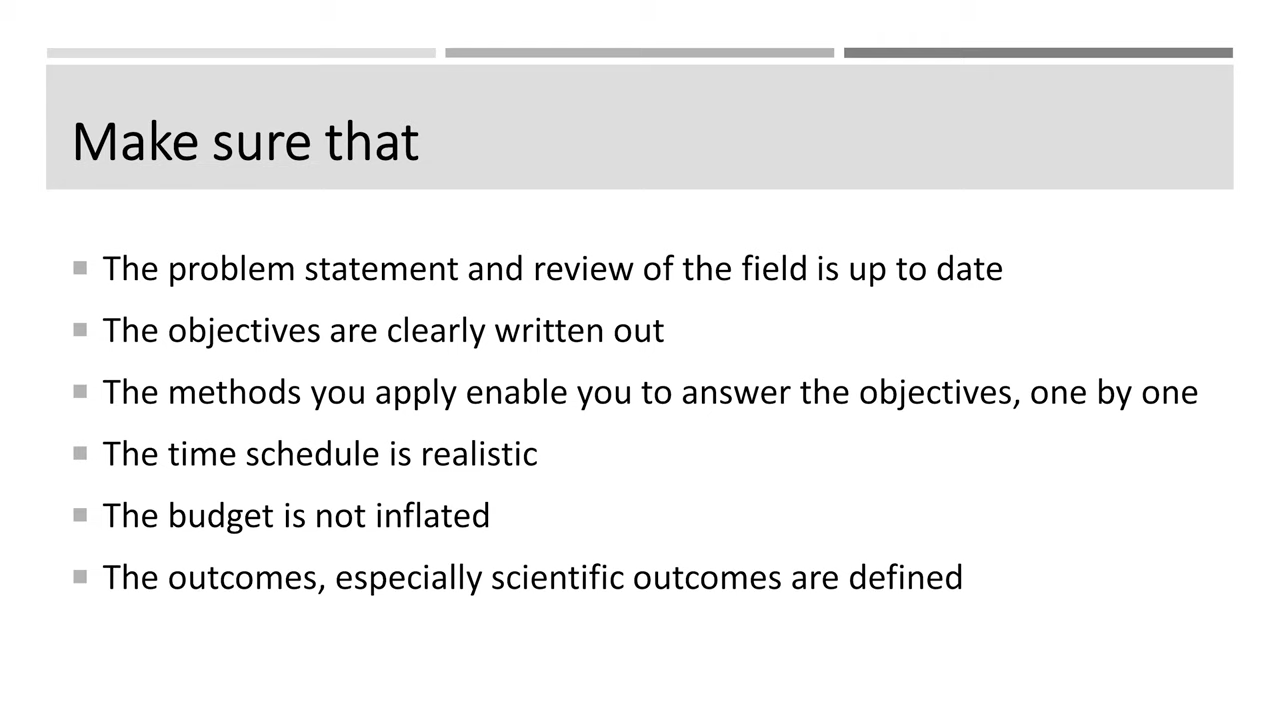 Make sure that
The problem statement and review of the field is up to date
The objectives are clearly written out
The methods you apply enable you to answer the objectives, one by one
The time schedule is realistic
The budget is not inflated
The outcomes, especially scientific outcomes are defined